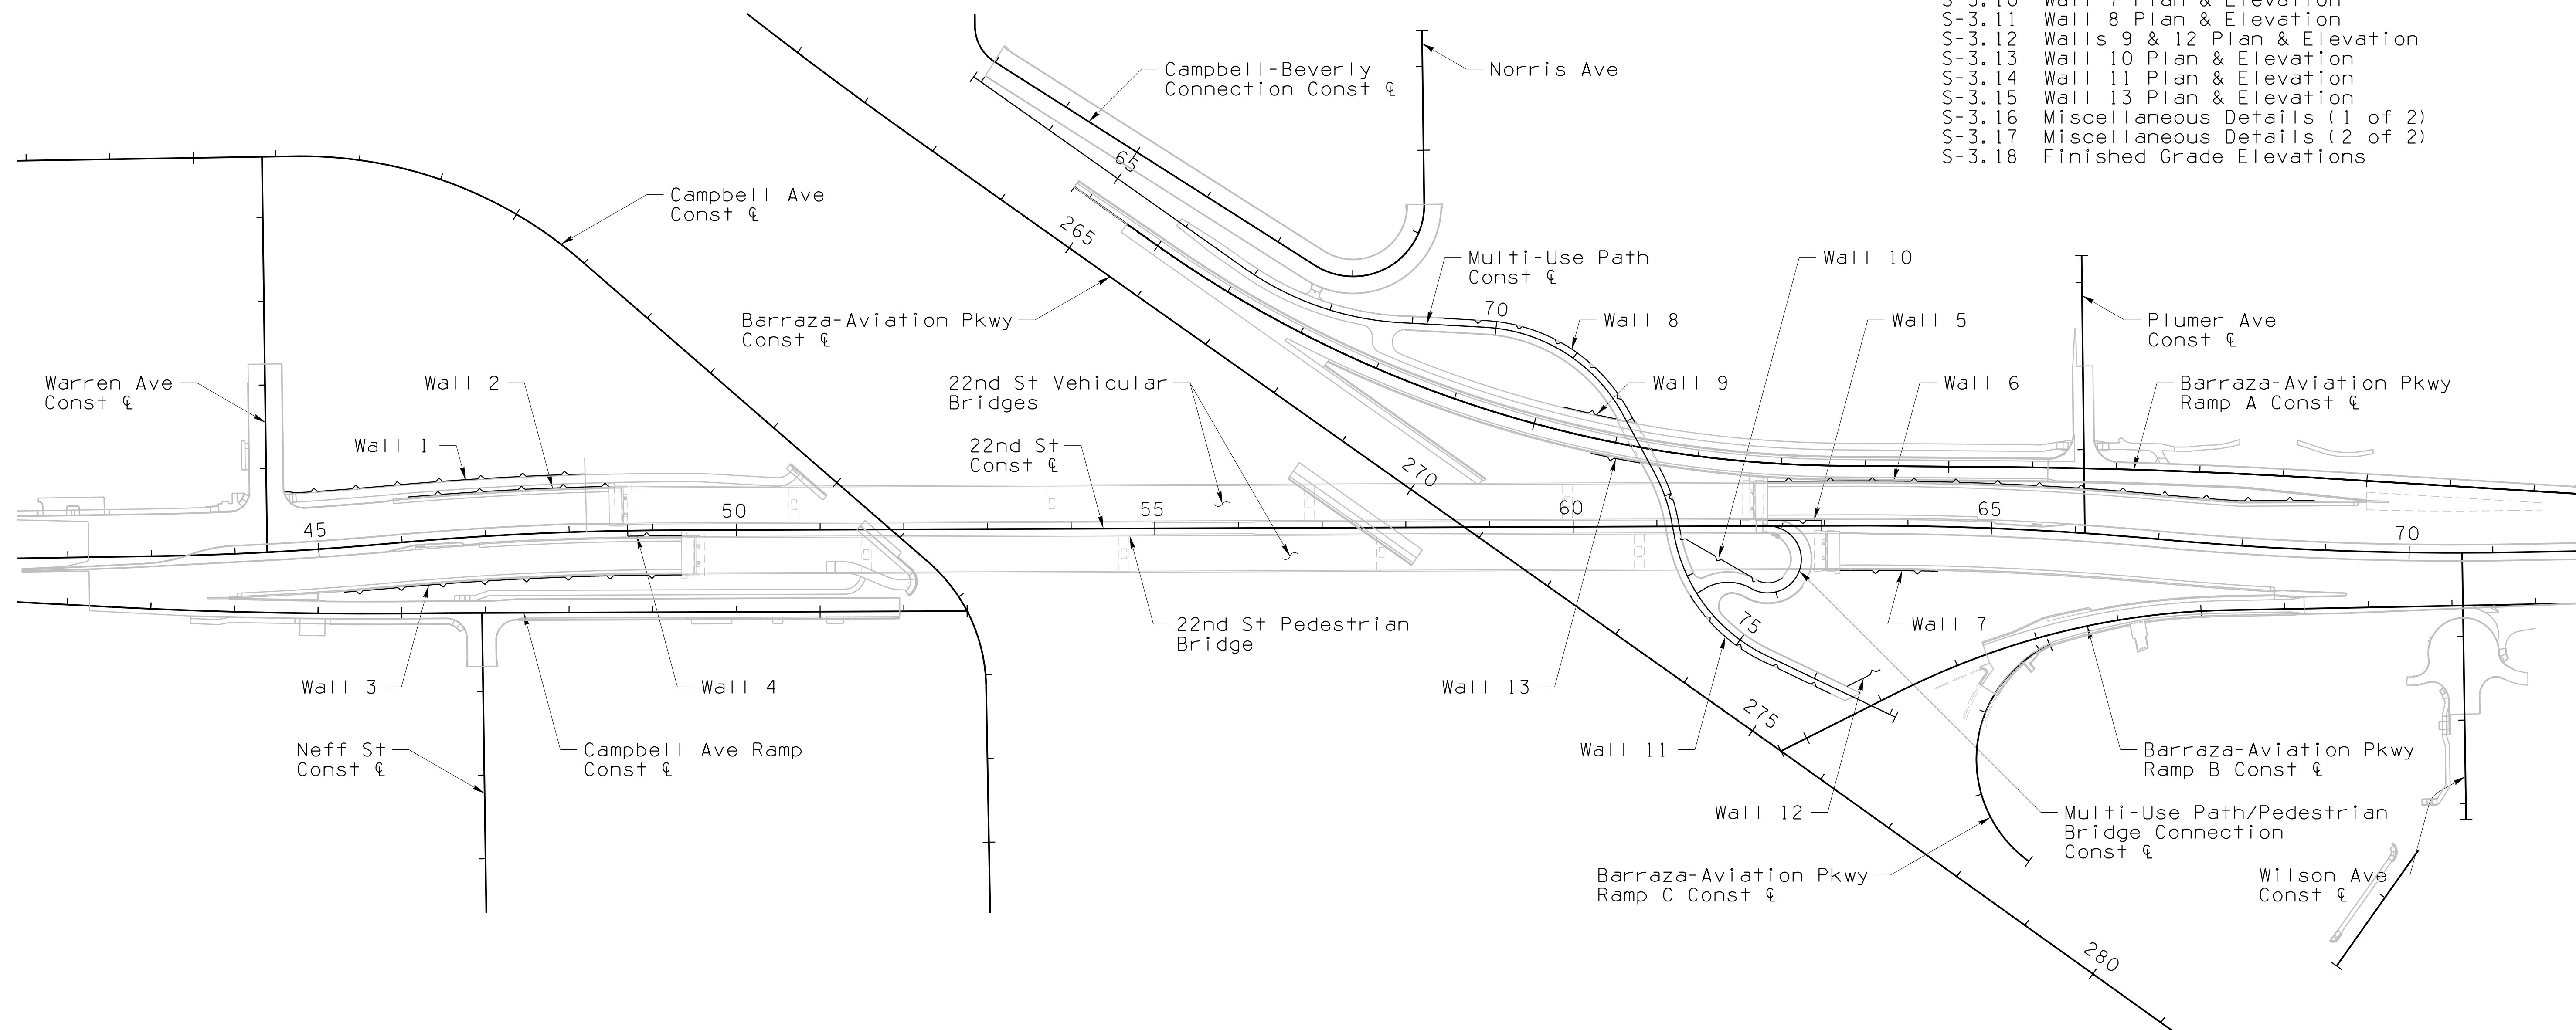 S-3.10 Wall 7 Plan & Elevation
S-3.11 Wall 8 Plan & Elevation
S-3.12 Walls 9 & 12 Plan & Elevation
S-3.13 Wall 10 Plan & Elevation
S-3.14 Wall 11 Plan & Elevation
S-3.15 Wall 13 Plan & Elevation
S-3.16 Miscellaneous Details (1 of 2)
S-3.17 Miscellaneous Details (2 of 2)
S-3.18 Finished Grade Elevations
Campbell-Beverly
Connection Const ℄
Norris Ave
65
Campbell Ave
Const ℄
265
Multi-Use Path
Const ℄
Wall 10
70
Barraza-Aviation Pkwy
Const ℄
Wall 8
Wall 5
Plumer Ave
Const ℄
Warren Ave
Const ℄
Wall 2
22nd St Vehicular
Bridges
Wall 9
Wall 6
Barraza-Aviation Pkwy
Ramp A Const ℄
Wall 1
22nd St
Const ℄
270
45
50
55
60
65
70
22nd St Pedestrian
Bridge
75
Wall 7
Wall 3
Wall 4
Wall 13
275
Neff St
Const ℄
Campbell Ave Ramp
Const ℄
Wall 11
Barraza-Aviation Pkwy
Ramp B Const ℄
Wall 12
Multi-Use Path/Pedestrian
Bridge Connection
Const ℄
Barraza-Aviation Pkwy
Ramp C Const ℄
Wilson Ave
Const ℄
280